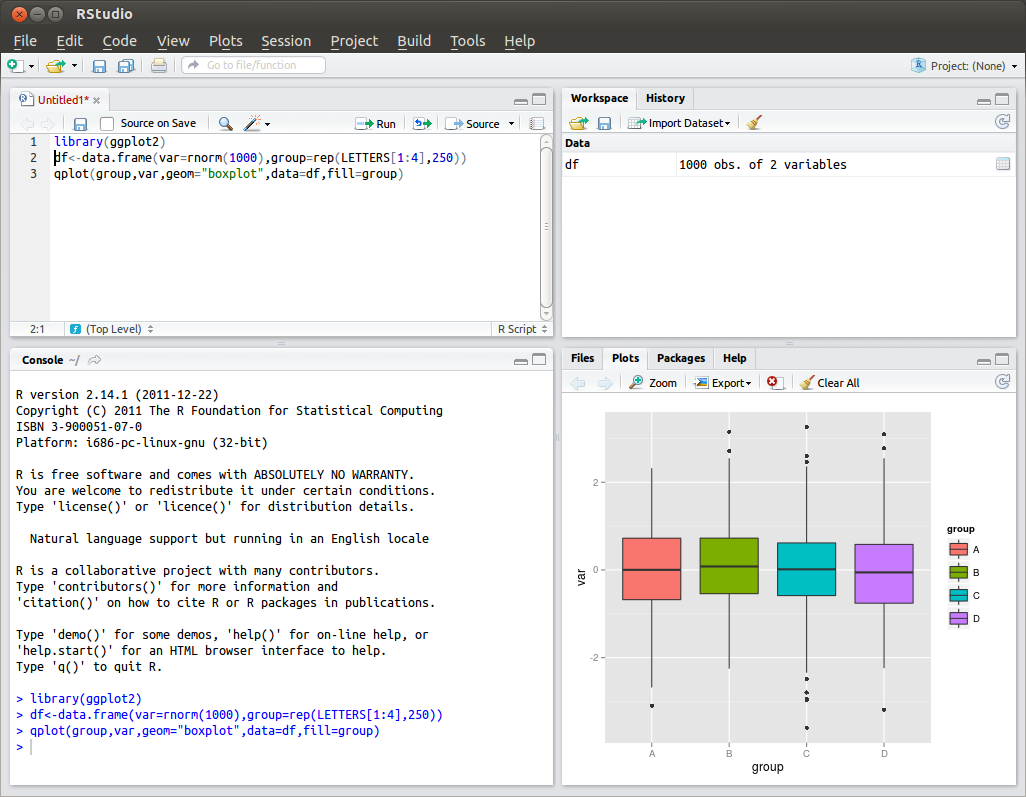 RStudio
File Edit Code View Plots Session Project Build Tools Help
Go to file/function Project: (None)
Untitled1*
Source on Save Run Source
1 library(ggplot2)
2 df<-data.frame(var=rnorm(1000),group=rep(LETTERS[1:4],250))
3 qplot(group,var,geom="boxplot",data=df,fill=group)
2:1 (Top Level) R Script
Workspace History
Import Dataset
Data
df 1000 obs. of 2 variables
Console ~/
R version 2.14.1 (2011-12-22)
Copyright (C) 2011 The R Foundation for Statistical Computing
ISBN 3-900051-07-0
Platform: i686-pc-linux-gnu (32-bit)
R is free software and comes with ABSOLUTELY NO WARRANTY.
You are welcome to redistribute it under certain conditions.
Type 'license()' or 'licence()' for distribution details.
Natural language support but running in an English locale
R is a collaborative project with many contributors.
Type 'contributors()' for more information and
'citation()' on how to cite R or R packages in publications.
Type 'demo()' for some demos, 'help()' for on-line help, or
'help.start()' for an HTML browser interface to help.
Type 'q()' to quit R.
> library(ggplot2)
> df<-data.frame(var=rnorm(1000),group=rep(LETTERS[1:4],250))
> qplot(group,var,geom="boxplot",data=df,fill=group)
>
Files Plots Packages Help
Zoom Export Clear All
2
0
-2
var
A B C D
group
group
A
B
C
D